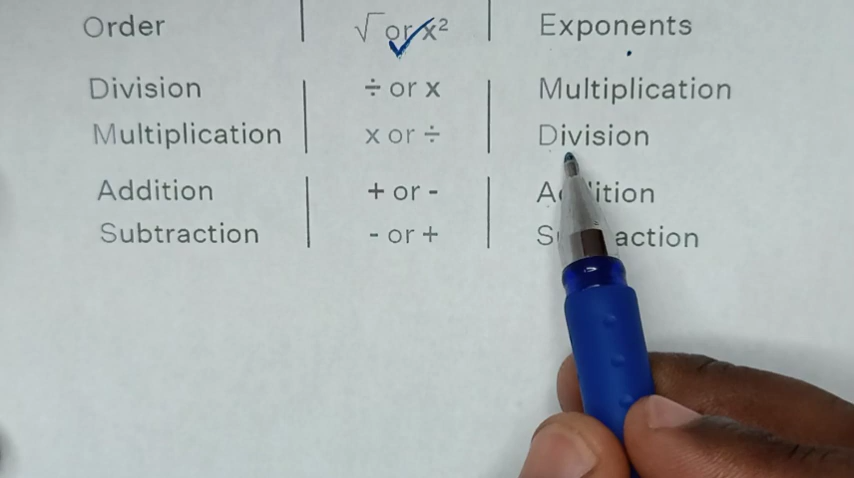 Order √ or x² Exponents
Division ÷ or x Multiplication
Multiplication x or ÷ Division
Addition + or -
Subtraction - or +